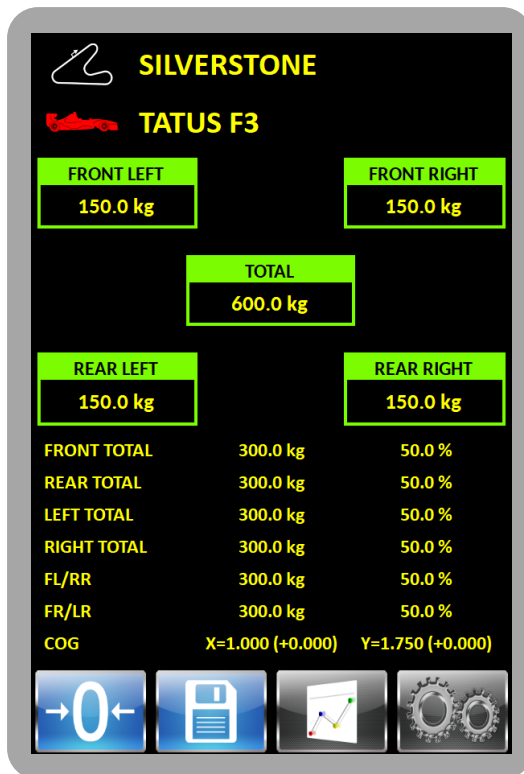 SILVERSTONE
TATUS F3
FRONT LEFT FRONT RIGHT
150.0 kg 150.0 kg
TOTAL
600.0 kg
REAR LEFT REAR RIGHT
150.0 kg 150.0 kg
FRONT TOTAL 300.0 kg 50.0 %
REAR TOTAL 300.0 kg 50.0 %
LEFT TOTAL 300.0 kg 50.0 %
RIGHT TOTAL 300.0 kg 50.0 %
FL/RR 300.0 kg 50.0 %
FR/LR 300.0 kg 50.0 %
COG X=1.000 (+0.000) Y=1.750 (+0.000)
→0←